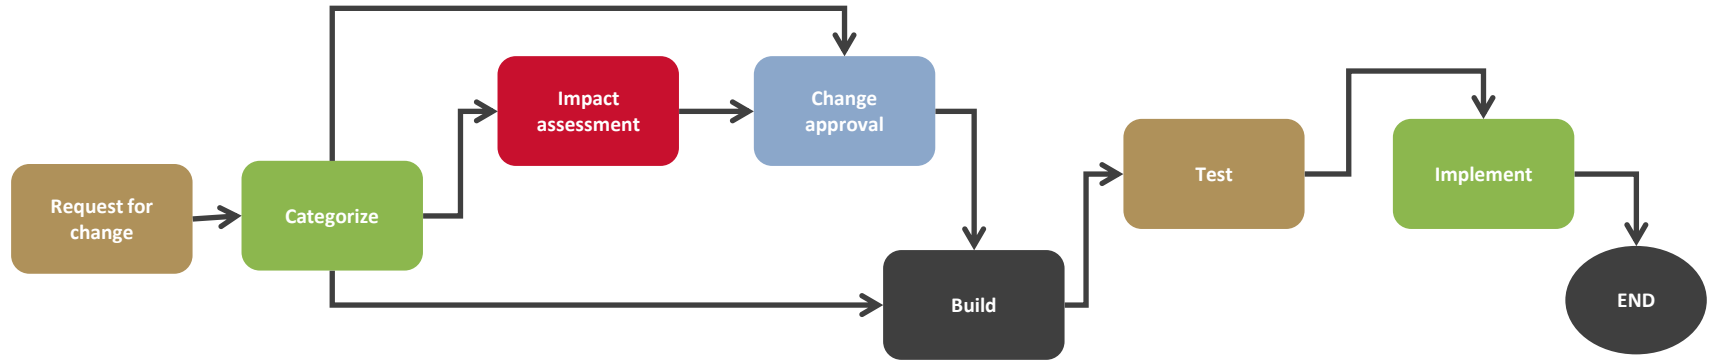 Request for
change
Categorize
Impact
assessment
Change
approval
Build
Test
Implement
END